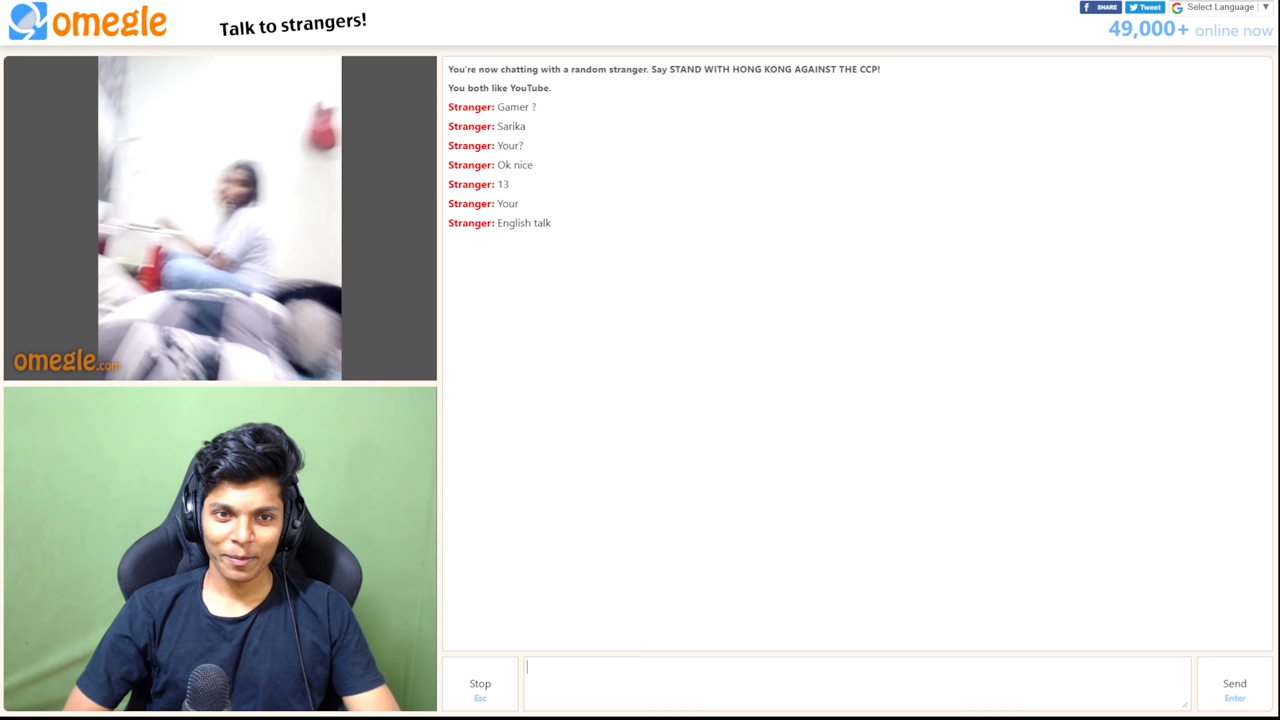 omegle
Talk to strangers!
SHARE
Tweet
Select Language
49,000+ online now
You're now chatting with a random stranger. Say STAND WITH HONG KONG AGAINST THE CCP!
You both like YouTube.
Stranger: Gamer ?
Stranger: Sarika
Stranger: Your?
Stranger: Ok nice
Stranger: 13
Stranger: Your
Stranger: English talk
omegle.com
Stop
Esc
Send
Enter